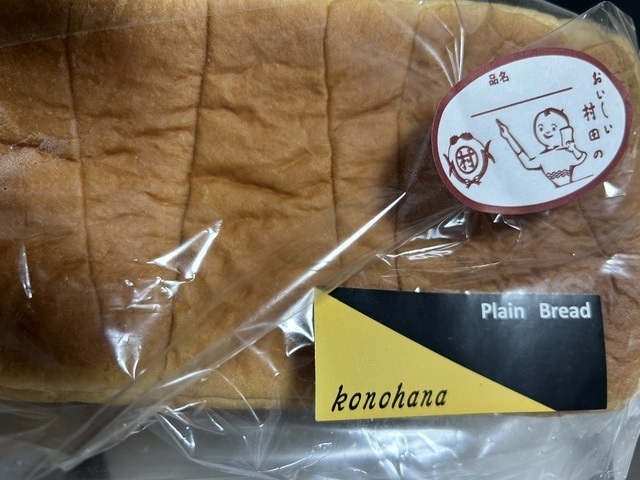 おいしい
村田の
品名
村
Plain Bread
konohana